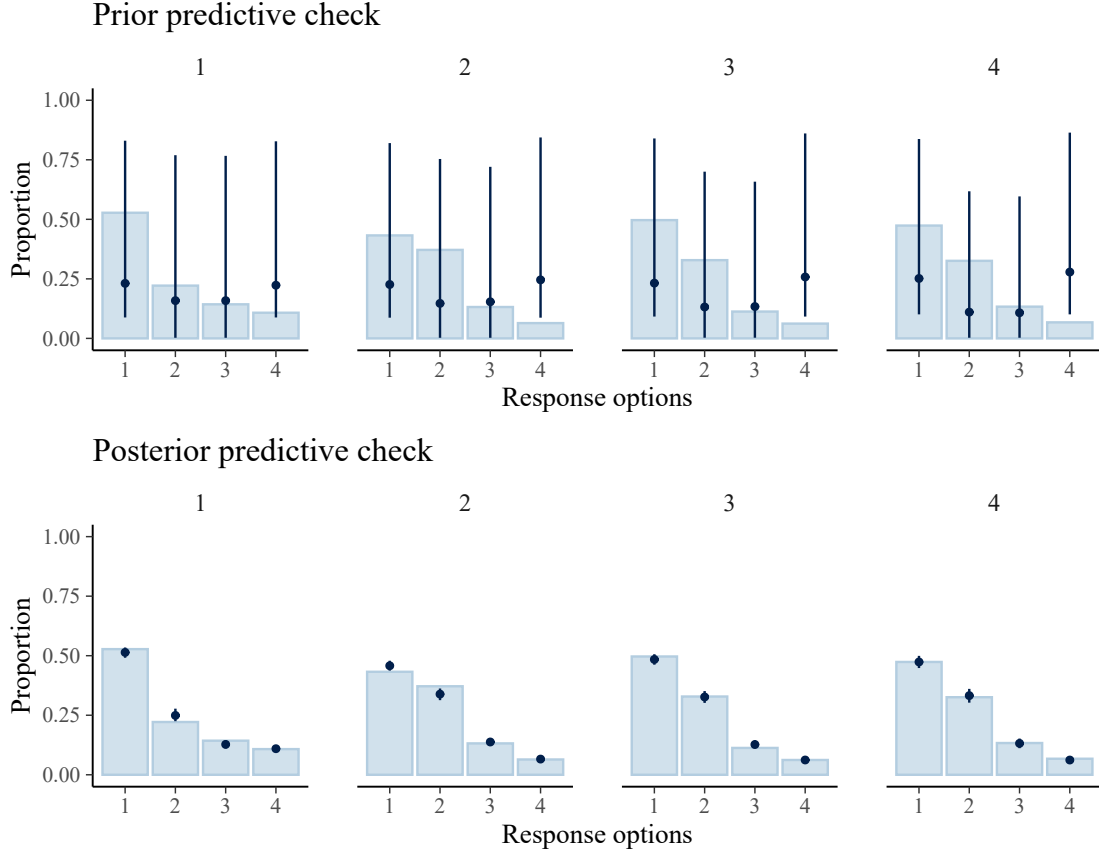 Prior predictive check
1 2 3 4
Proportion
1.00
0.75
0.50
0.25
0.00
1 2 3 4 1 2 3 4 1 2 3 4 1 2 3 4
Response options
Posterior predictive check
1 2 3 4
Proportion
1.00
0.75
0.50
0.25
0.00
1 2 3 4 1 2 3 4 1 2 3 4 1 2 3 4
Response options